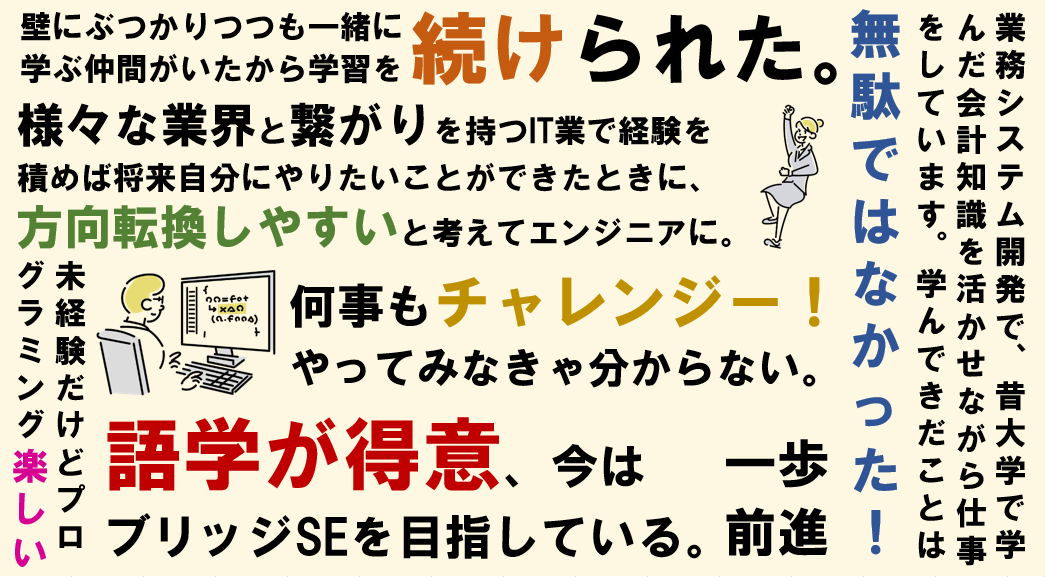 壁にぶつかりつつも一緒に
学ぶ仲間がいたから学習を続けられた。
様々な業界と繋がりを持つIT業で経験を
積めば将来自分にやりたいことができたときに、
方向転換しやすいと考えてエンジニアに。
業務システム開発で、昔大学で学
んだ会計知識を活かせながら仕事
をしています。学んできだことは
無駄ではなかった！
未経験だけどプロ
グラミング楽しい
何事もチャレンジー！
やってみなきゃ分からない。
語学が得意、今は
ブリッジSEを目指している。
一歩
前進